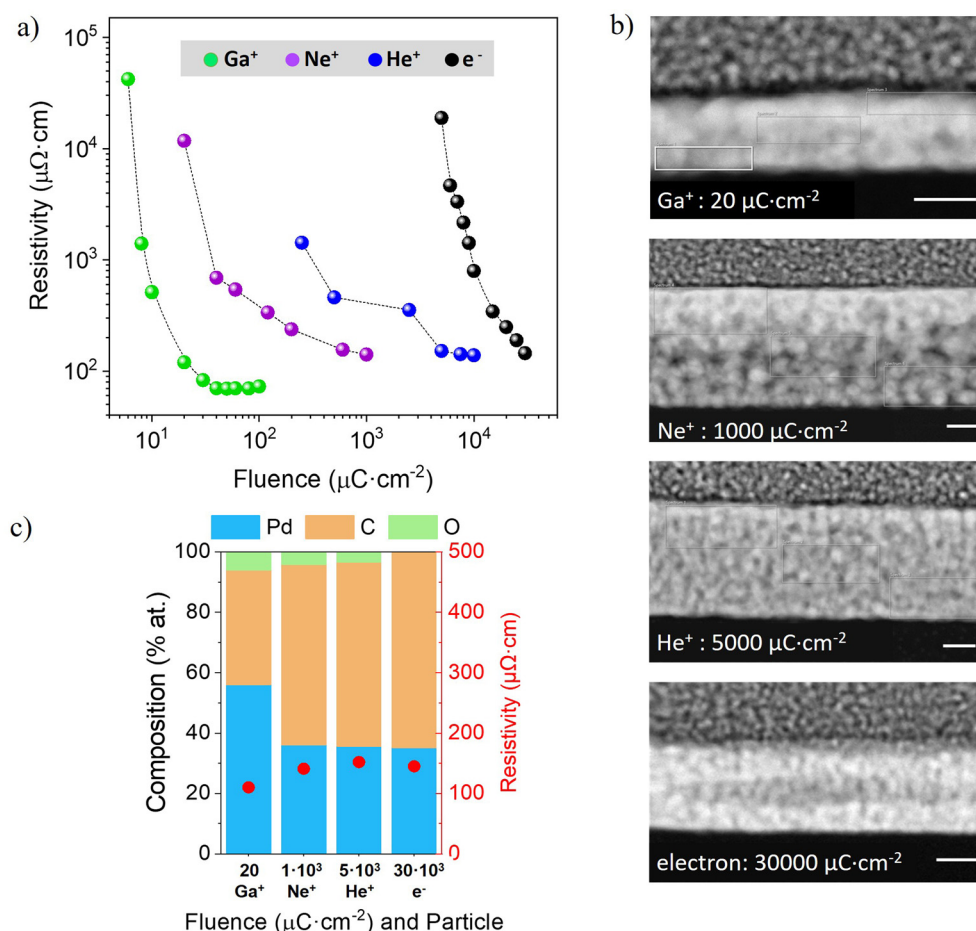 a)
Resistivity (µΩ·cm)
10⁵
10⁴
10³
10²
Ga⁺ Ne⁺ He⁺ e⁻
10¹ 10² 10³ 10⁴
Fluence (µC·cm⁻²)
b)
Spectrum 1
Ga⁺ : 20 µC·cm⁻²
Ne⁺ : 1000 µC·cm⁻²
He⁺ : 5000 µC·cm⁻²
electron: 30000 µC·cm⁻²
c)
Pd C O
Composition (% at.)
100
80
60
40
20
0
500
400
300
200
100
0
Resistivity (µΩ·cm)
20 1·10³ 5·10³ 30·10³
Ga⁺ Ne⁺ He⁺ e⁻
Fluence (µC·cm⁻²) and Particle